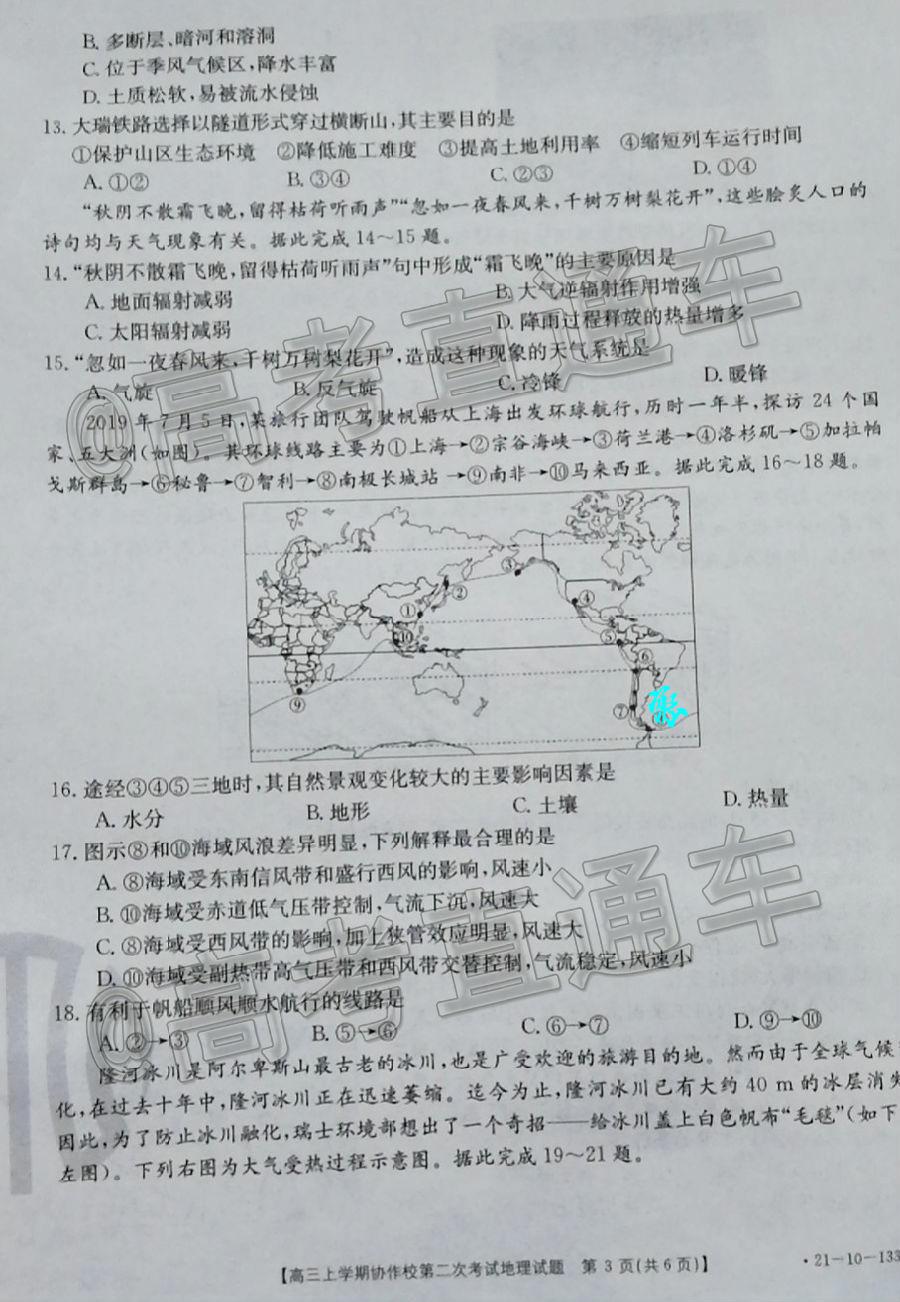 B. 多断层、暗河和溶洞
C. 位于季风气候区,降水丰富
D. 土质松软,易被流水侵蚀
13. 大瑞铁路选择以隧道形式穿过横断山,其主要目的是
①保护山区生态环境 ②降低施工难度 ③提高土地利用率 ④缩短列车运行时间
A. ①② B. ③④ C. ②③ D. ①④
“秋阴不散霜飞晚,留得枯荷听雨声”“忽如一夜春风来,千树万树梨花开”,这些脍炙人口的
诗句均与天气现象有关。据此完成14～15题。
14. “秋阴不散霜飞晚,留得枯荷听雨声”句中形成“霜飞晚”的主要原因是
A. 地面辐射减弱 B. 大气逆辐射作用增强
C. 太阳辐射减弱 D. 降雨过程释放的热量增多
15. “忽如一夜春风来,千树万树梨花开”,造成这种现象的天气系统是
A. 气旋 B. 反气旋 C. 冷锋 D. 暖锋
2019年7月5日,某旅行团队驾驶帆船从上海出发环球航行,历时一年半,探访24个国
家、五大洲(如图)。其环球线路主要为①上海→②宗谷海峡→③荷兰港→④洛杉矶→⑤加拉帕
戈斯群岛→⑥秘鲁→⑦智利→⑧南极长城站→⑨南非→⑩马来西亚。据此完成16～18题。
③
② ④
①
⑩ ⑤
⑥
⑨ ⑦
16. 途经③④⑤三地时,其自然景观变化较大的主要影响因素是
A. 水分 B. 地形 C. 土壤 D. 热量
17. 图示⑧和⑩海域风浪差异明显,下列解释最合理的是
A. ⑧海域受东南信风带和盛行西风的影响,风速小
B. ⑩海域受赤道低气压带控制,气流下沉,风速大
C. ⑧海域受西风带的影响,加上狭管效应明显,风速大
D. ⑩海域受副热带高气压带和西风带交替控制,气流稳定,风速小
18. 有利于帆船顺风顺水航行的线路是
A. ②→③ B. ⑤→⑥ C. ⑥→⑦ D. ⑨→⑩
隆河冰川是阿尔卑斯山最古老的冰川,也是广受欢迎的旅游目的地。然而由于全球气候
化,在过去十年中,隆河冰川正在迅速萎缩。迄今为止,隆河冰川已有大约40 m的冰层消失
因此,为了防止冰川融化,瑞士环境部想出了一个奇招——给冰川盖上白色帆布“毛毯”(如下
左图)。下列右图为大气受热过程示意图。据此完成19～21题。
【高三上学期协作校第二次考试地理试题 第 3 页(共 6 页)】 ·21-10-133
@高考直通车
@高考直通车